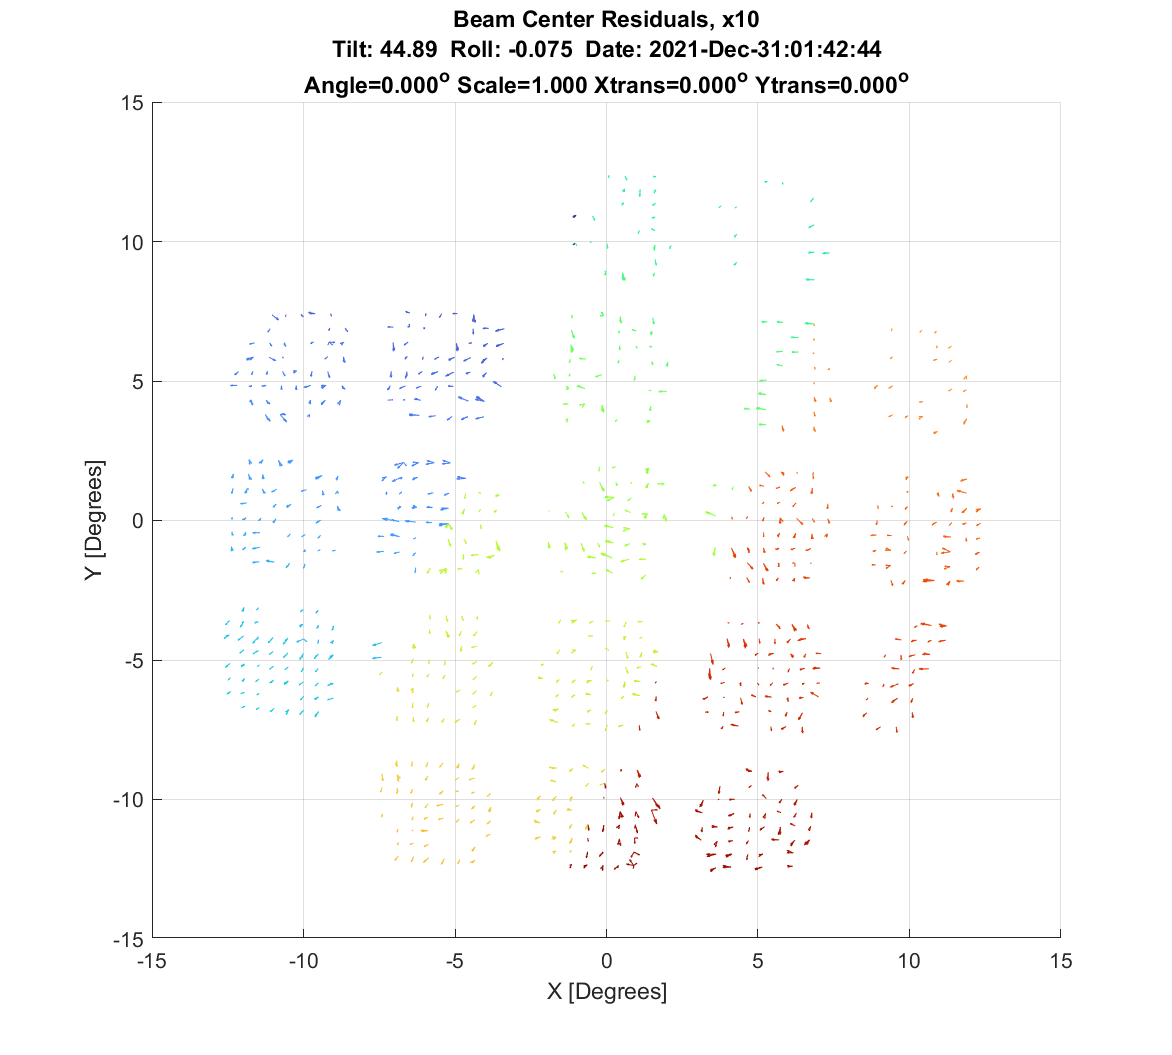 Beam Center Residuals, x10
Tilt: 44.89  Roll: -0.075  Date: 2021-Dec-31:01:42:44
Angle=0.000° Scale=1.000 Xtrans=0.000° Ytrans=0.000°
15
10
5
0
-5
-10
-15
Y [Degrees]
-15 -10 -5 0 5 10 15
X [Degrees]